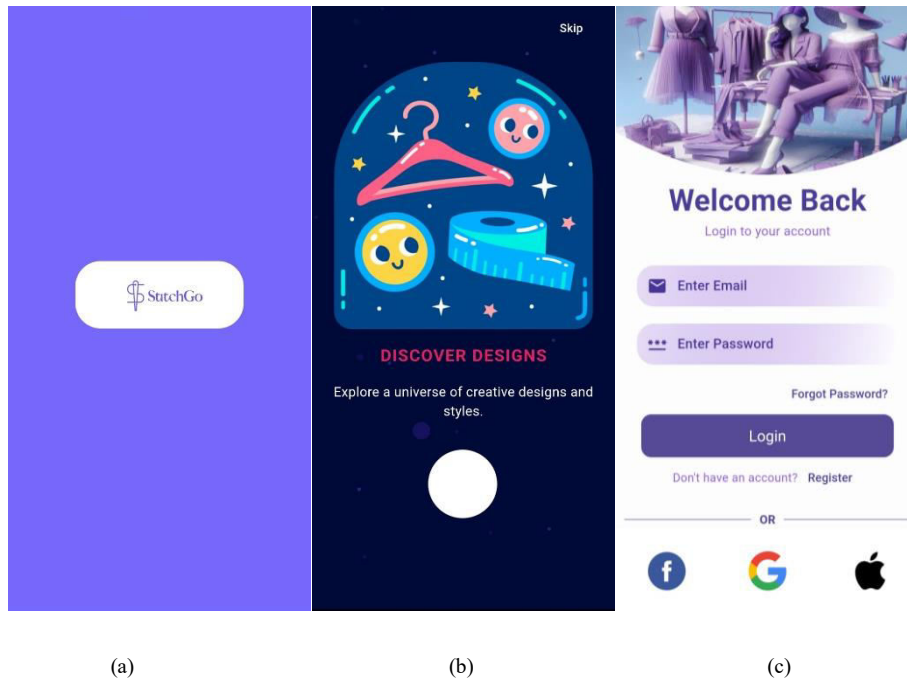 StitchGo
Skip
DISCOVER DESIGNS
Explore a universe of creative designs and
styles.
Welcome Back
Login to your account
Enter Email
Enter Password
Forgot Password?
Login
Don't have an account? Register
OR
(a)
(b)
(c)